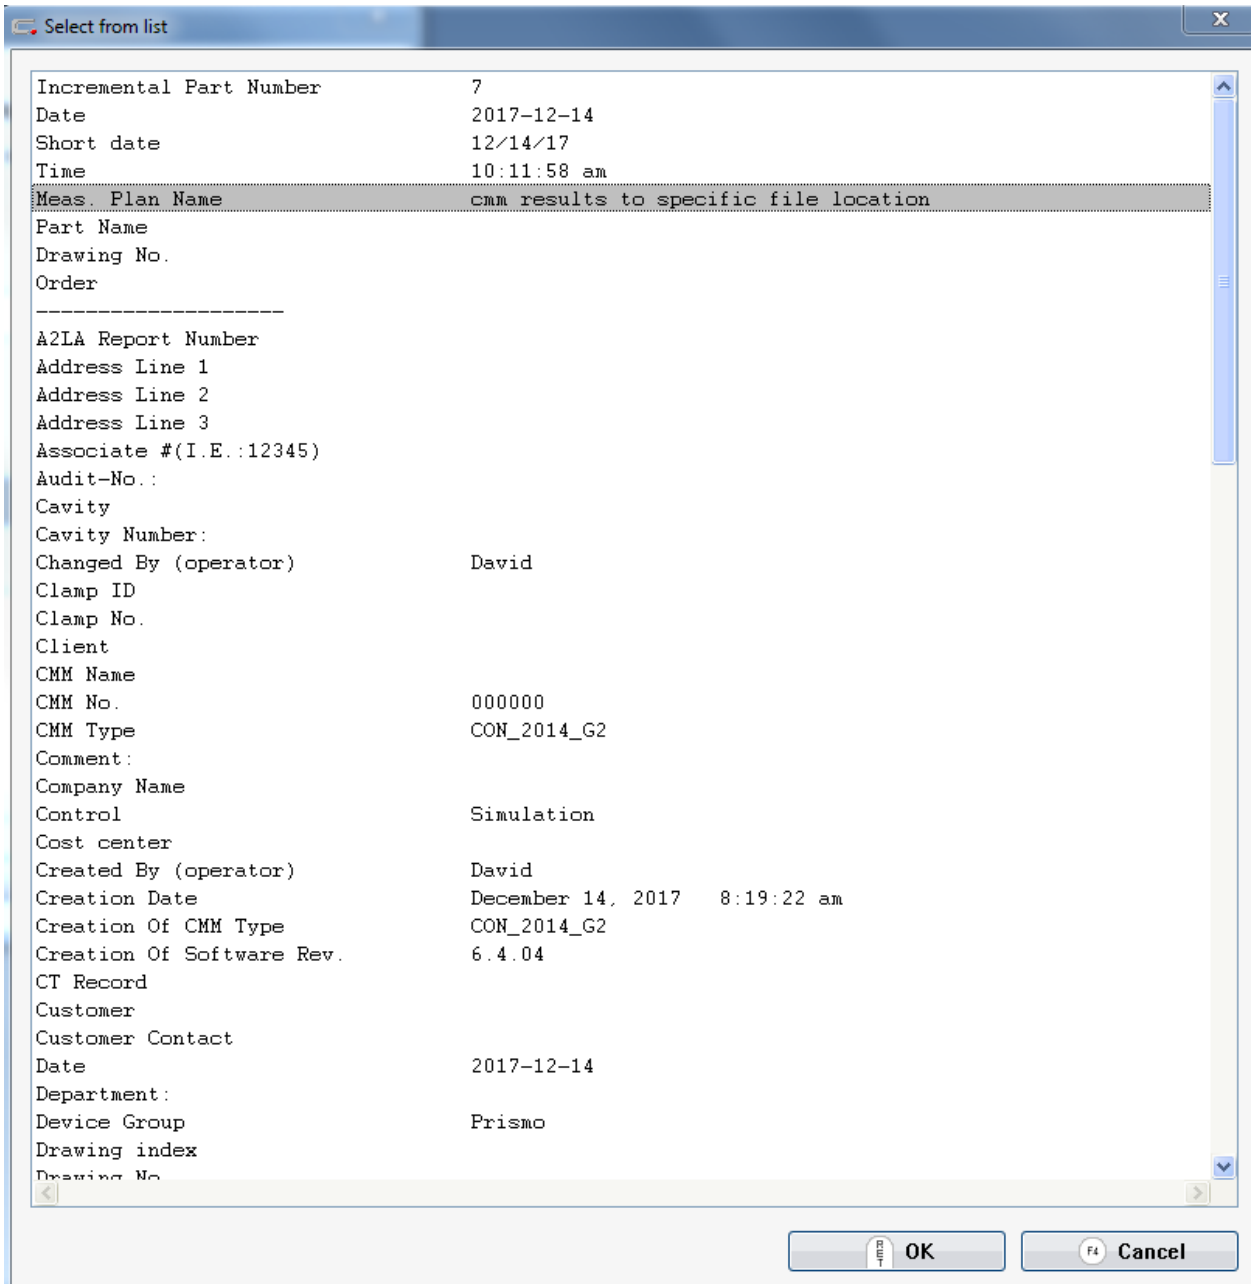 Select from list
Incremental Part Number 7
Date 2017-12-14
Short date 12/14/17
Time 10:11:58 am
Meas. Plan Name cmm results to specific file location
Part Name
Drawing No.
Order
--------------------
A2LA Report Number
Address Line 1
Address Line 2
Address Line 3
Associate #(I.E.:12345)
Audit-No.:
Cavity
Cavity Number:
Changed By (operator) David
Clamp ID
Clamp No.
Client
CMM Name
CMM No. 000000
CMM Type CON_2014_G2
Comment:
Company Name
Control Simulation
Cost center
Created By (operator) David
Creation Date December 14, 2017 8:19:22 am
Creation Of CMM Type CON_2014_G2
Creation Of Software Rev. 6.4.04
CT Record
Customer
Customer Contact
Date 2017-12-14
Department:
Device Group Prismo
Drawing index
Drawing No
RET OK F4 Cancel